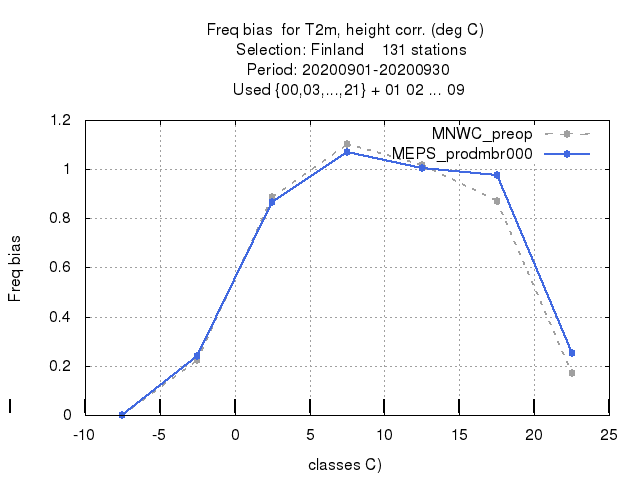 Freq bias  for T2m, height corr. (deg C)
Selection: Finland    131 stations
Period: 20200901-20200930
Used {00,03,...,21} + 01 02 ... 09
MNWC_preop
MEPS_prodmbr000
1.2
1
0.8
0.6
0.4
0.2
0
Freq bias
-10 -5 0 5 10 15 20 25
classes C)